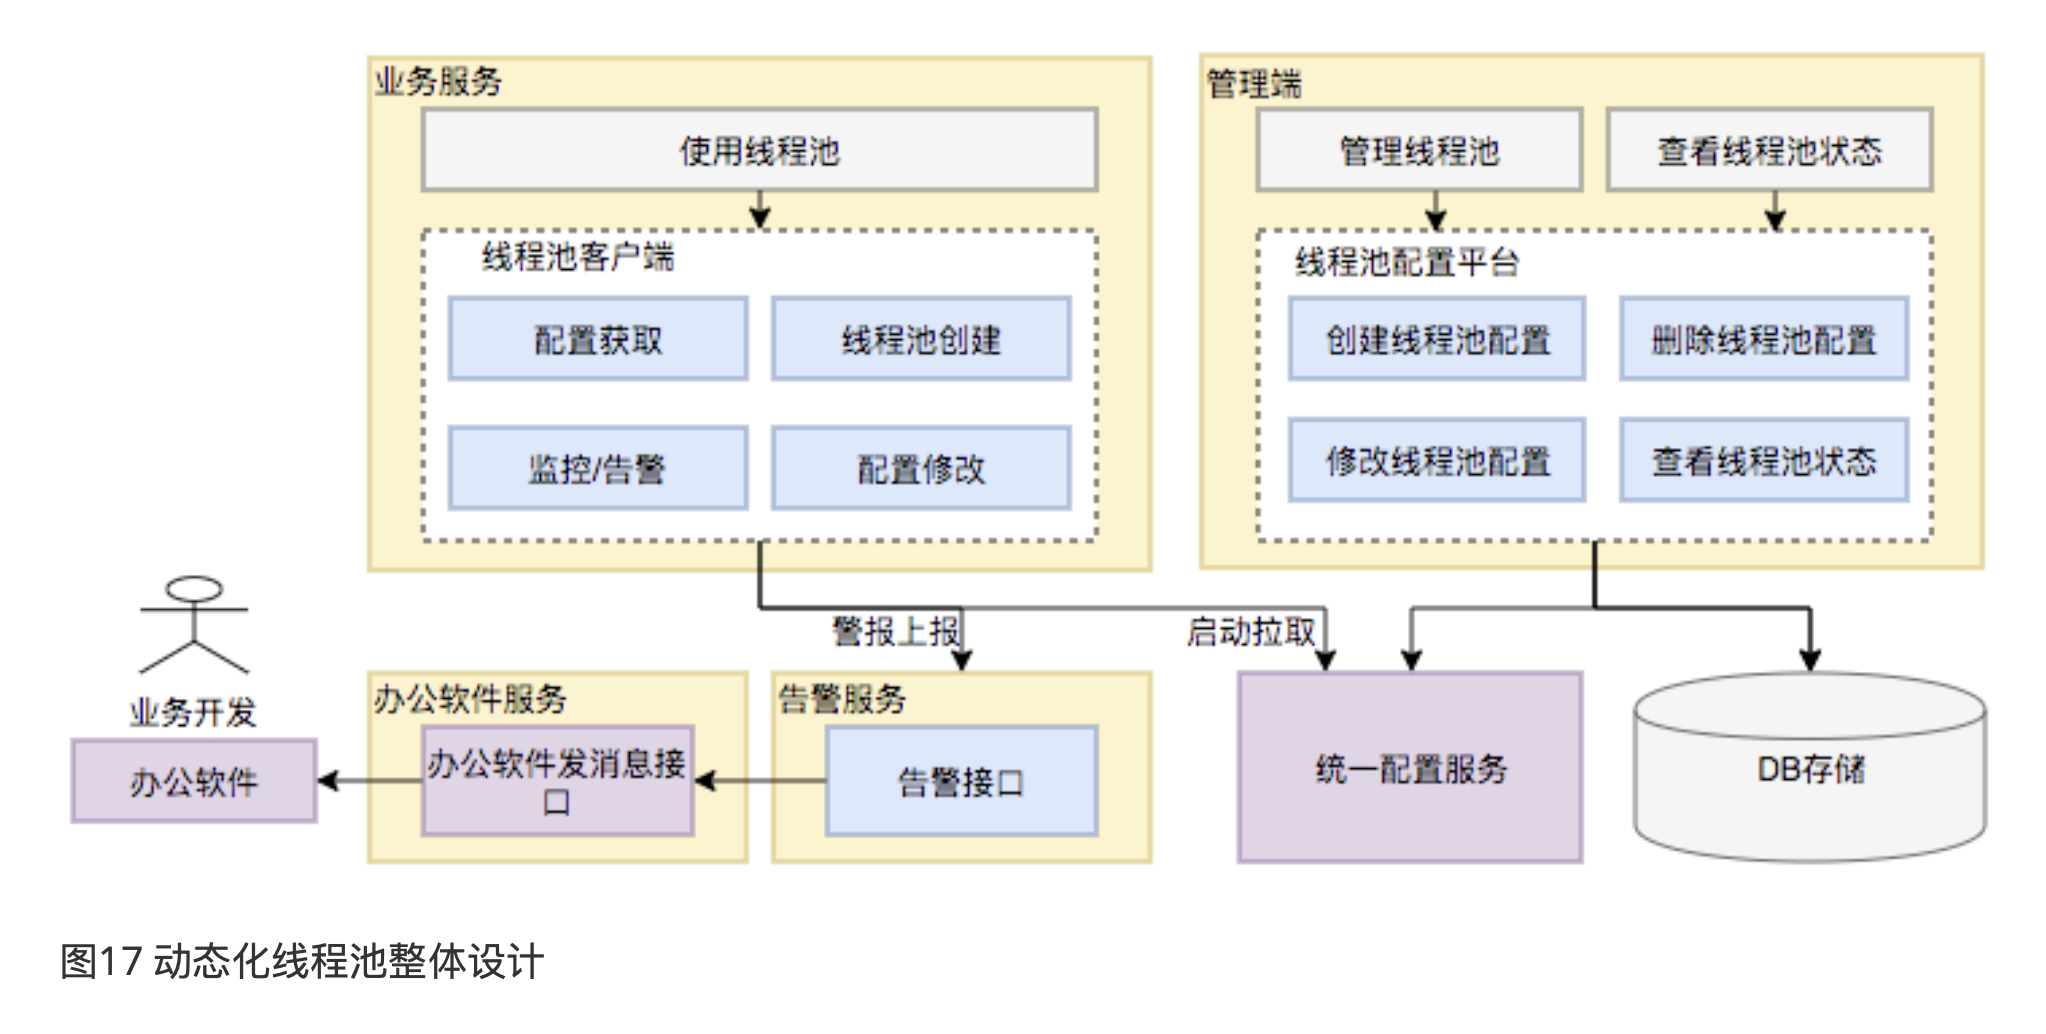 业务服务
使用线程池
线程池客户端
配置获取
线程池创建
监控/告警
配置修改
管理端
管理线程池
查看线程池状态
线程池配置平台
创建线程池配置
删除线程池配置
修改线程池配置
查看线程池状态
警报上报
启动拉取
业务开发
办公软件
办公软件服务
办公软件发消息接
口
告警服务
告警接口
统一配置服务
DB存储
图17 动态化线程池整体设计